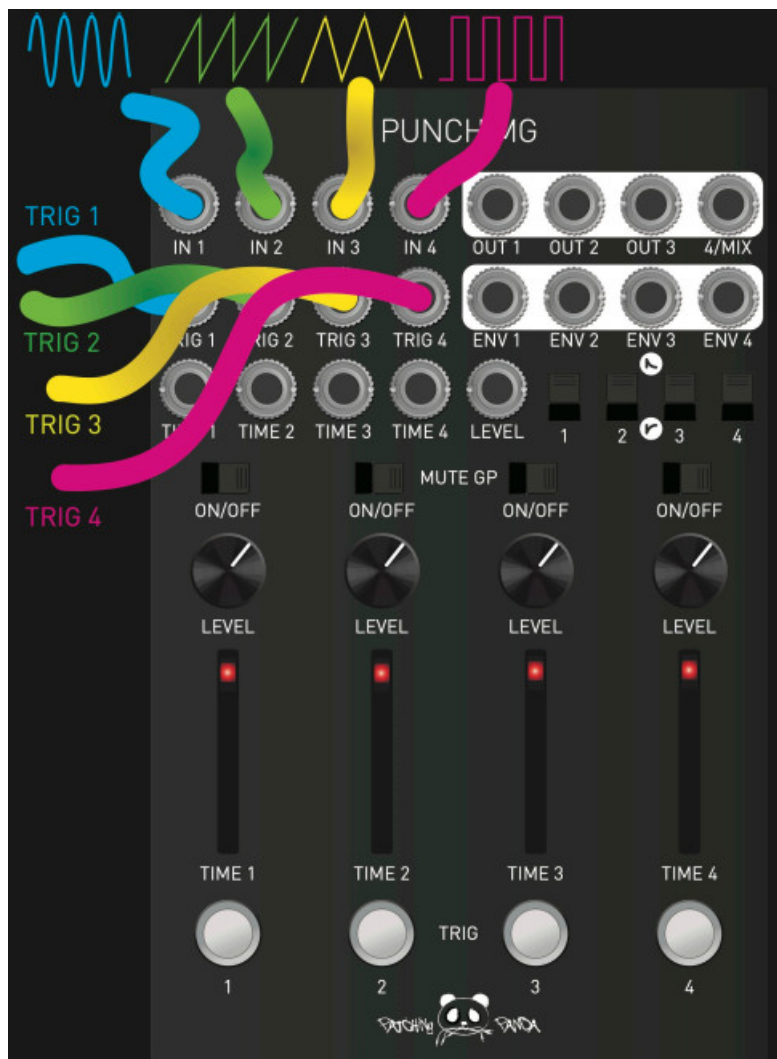 PUNCH MG
TRIG 1
IN 1 IN 2 IN 3 IN 4 OUT 1 OUT 2 OUT 3 4/MIX
TRIG 2
TRIG 2 TRIG 3 TRIG 4 ENV 1 ENV 2 ENV 3 ENV 4
TRIG 3
TIME 2 TIME 3 TIME 4 LEVEL 1 2 3 4
MUTE GP
TRIG 4
ON/OFF ON/OFF ON/OFF ON/OFF
LEVEL LEVEL LEVEL LEVEL
TIME 1 TIME 2 TIME 3 TIME 4
TRIG
1 2 3 4
PATCHING PANDA